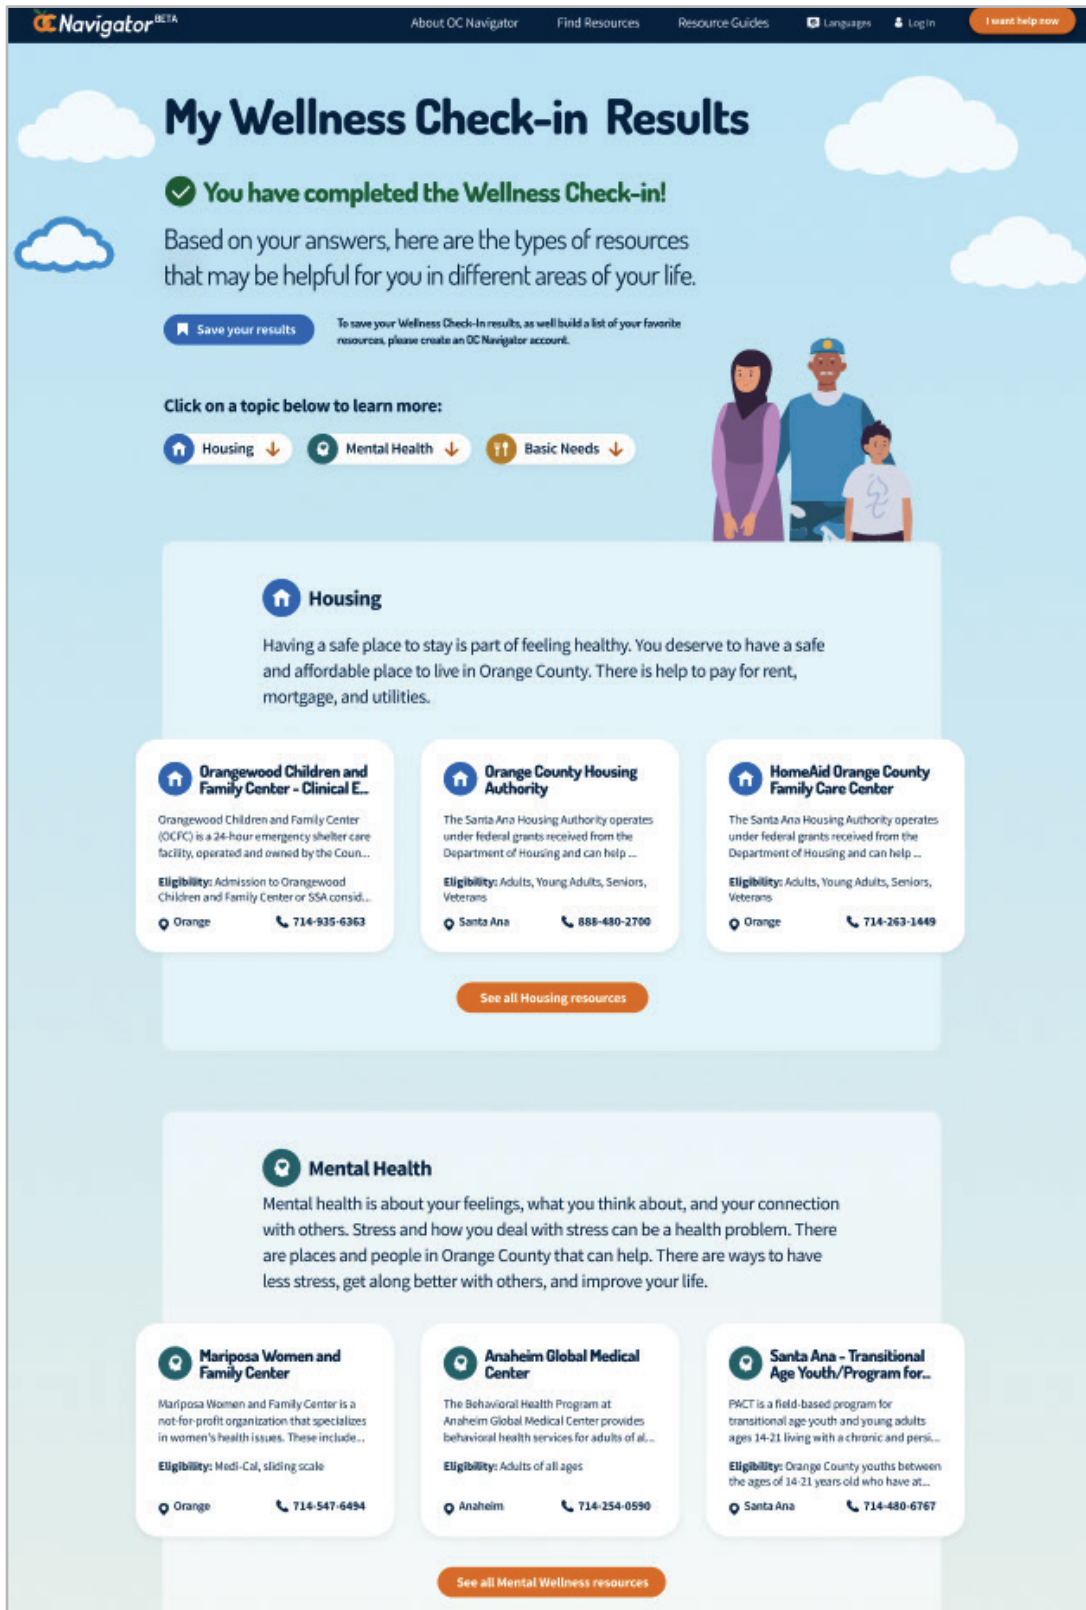 OC Navigator BETA
About OC Navigator
Find Resources
Resource Guides
Languages
Log In
I want help now
My Wellness Check-in Results
You have completed the Wellness Check-in!
Based on your answers, here are the types of resources
that may be helpful for you in different areas of your life.
Save your results
To save your Wellness Check-In results, as well build a list of your favorite
resources, please create an OC Navigator account.
Click on a topic below to learn more:
Housing
Mental Health
Basic Needs
Housing
Having a safe place to stay is part of feeling healthy. You deserve to have a safe
and affordable place to live in Orange County. There is help to pay for rent,
mortgage, and utilities.
Orangewood Children and
Family Center - Clinical E...
Orangewood Children and Family Center
(OCFC) is a 24-hour emergency shelter care
facility, operated and owned by the Coun...
Eligibility: Admission to Orangewood
Children and Family Center or SSA consid...
Orange
714-935-6363
Orange County Housing
Authority
The Santa Ana Housing Authority operates
under federal grants received from the
Department of Housing and can help ...
Eligibility: Adults, Young Adults, Seniors,
Veterans
Santa Ana
888-480-2700
HomeAid Orange County
Family Care Center
The Santa Ana Housing Authority operates
under federal grants received from the
Department of Housing and can help ...
Eligibility: Adults, Young Adults, Seniors,
Veterans
Orange
714-263-1449
See all Housing resources
Mental Health
Mental health is about your feelings, what you think about, and your connection
with others. Stress and how you deal with stress can be a health problem. There
are places and people in Orange County that can help. There are ways to have
less stress, get along better with others, and improve your life.
Mariposa Women and
Family Center
Mariposa Women and Family Center is a
not-for-profit organization that specializes
in women's health issues. These include...
Eligibility: Medi-Cal, sliding scale
Orange
714-547-6494
Anaheim Global Medical
Center
The Behavioral Health Program at
Anaheim Global Medical Center provides
behavioral health services for adults of al...
Eligibility: Adults of all ages
Anaheim
714-254-0590
Santa Ana - Transitional
Age Youth/Program for...
PACT is a field-based program for
transitional age youth and young adults
ages 14-21 living with a chronic and persi...
Eligibility: Orange County youths between
the ages of 14-21 years old who have at...
Santa Ana
714-480-6767
See all Mental Wellness resources